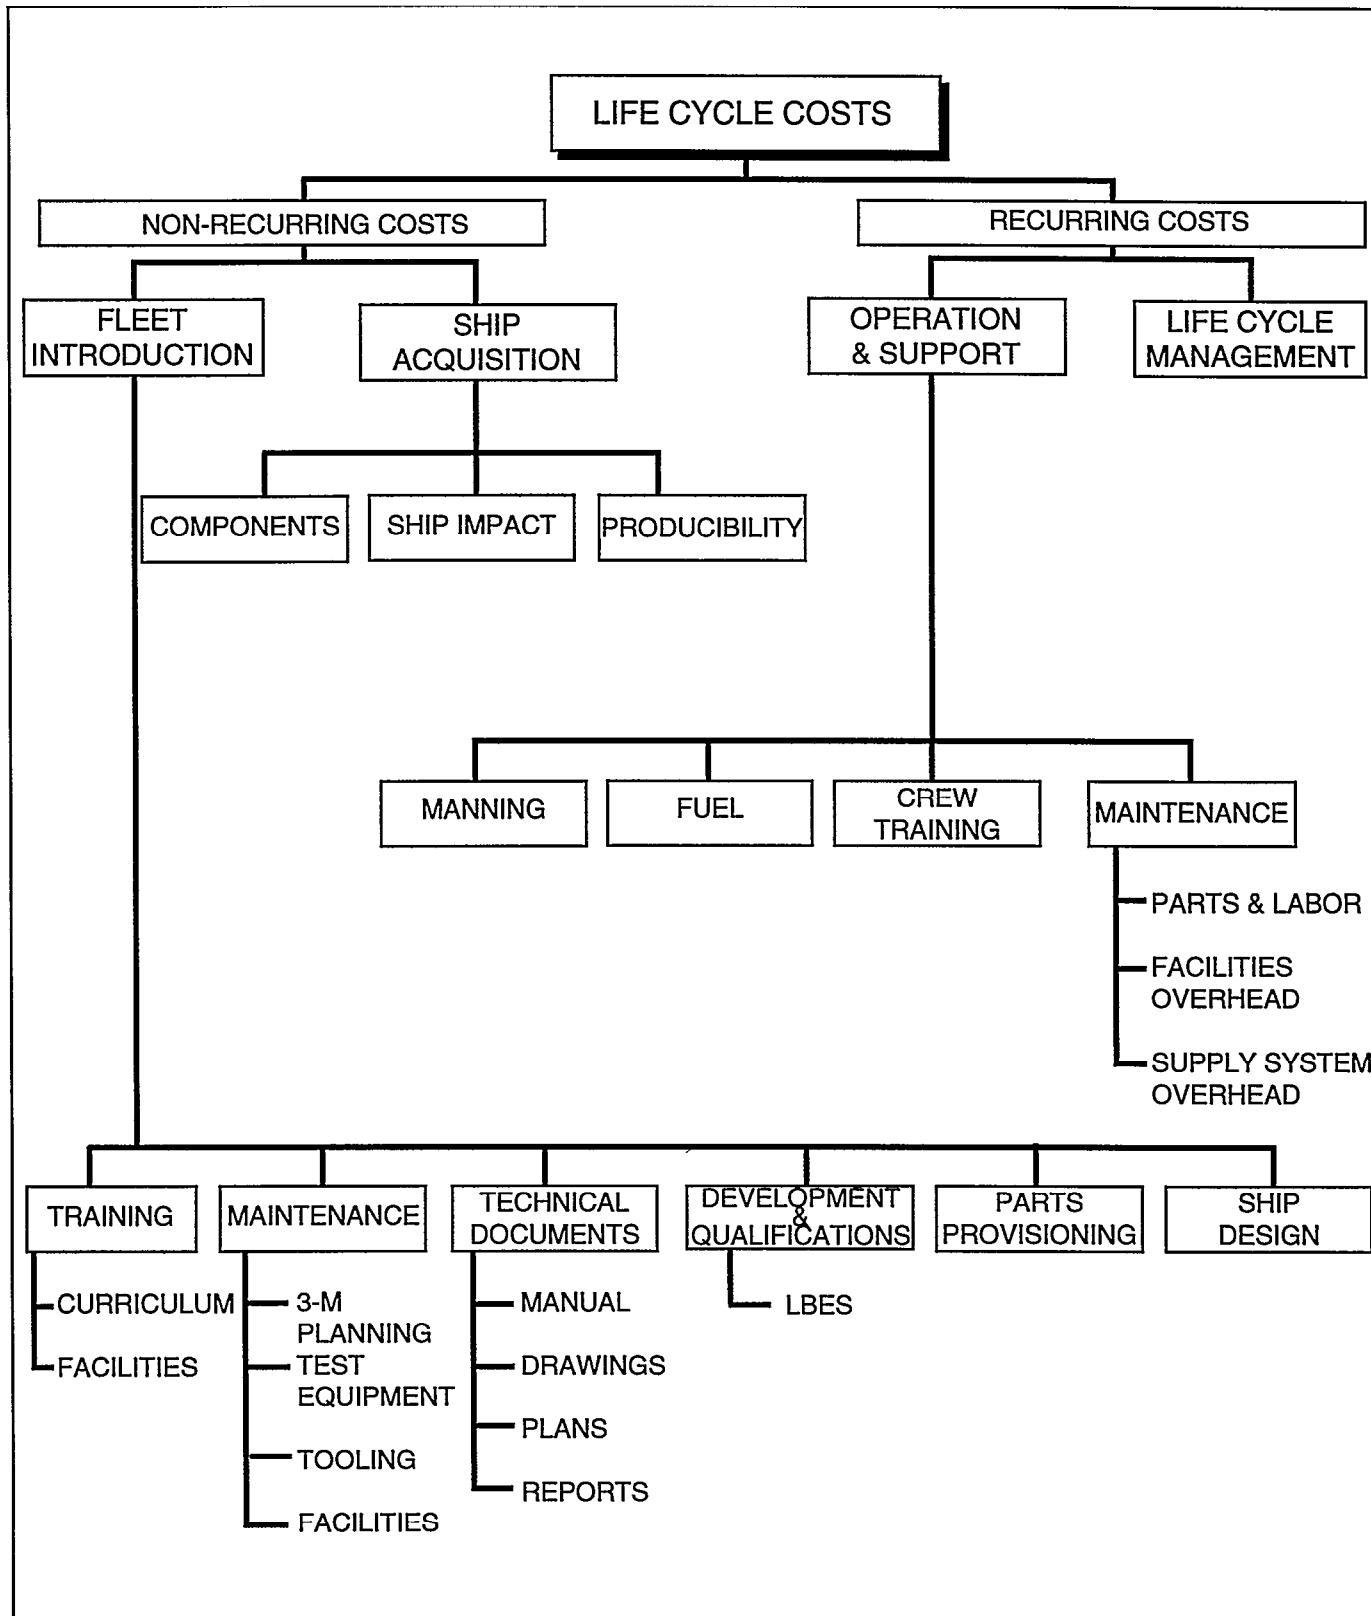 LIFE CYCLE COSTS
NON-RECURRING COSTS
RECURRING COSTS
FLEET
INTRODUCTION
SHIP
ACQUISITION
OPERATION
& SUPPORT
LIFE CYCLE
MANAGEMENT
COMPONENTS
SHIP IMPACT
PRODUCIBILITY
MANNING
FUEL
CREW
TRAINING
MAINTENANCE
PARTS & LABOR
FACILITIES
OVERHEAD
SUPPLY SYSTEM
OVERHEAD
TRAINING
CURRICULUM
FACILITIES
MAINTENANCE
3-M
PLANNING
TEST
EQUIPMENT
TOOLING
FACILITIES
TECHNICAL
DOCUMENTS
MANUAL
DRAWINGS
PLANS
REPORTS
DEVELOPMENT
&
QUALIFICATIONS
LBES
PARTS
PROVISIONING
SHIP
DESIGN